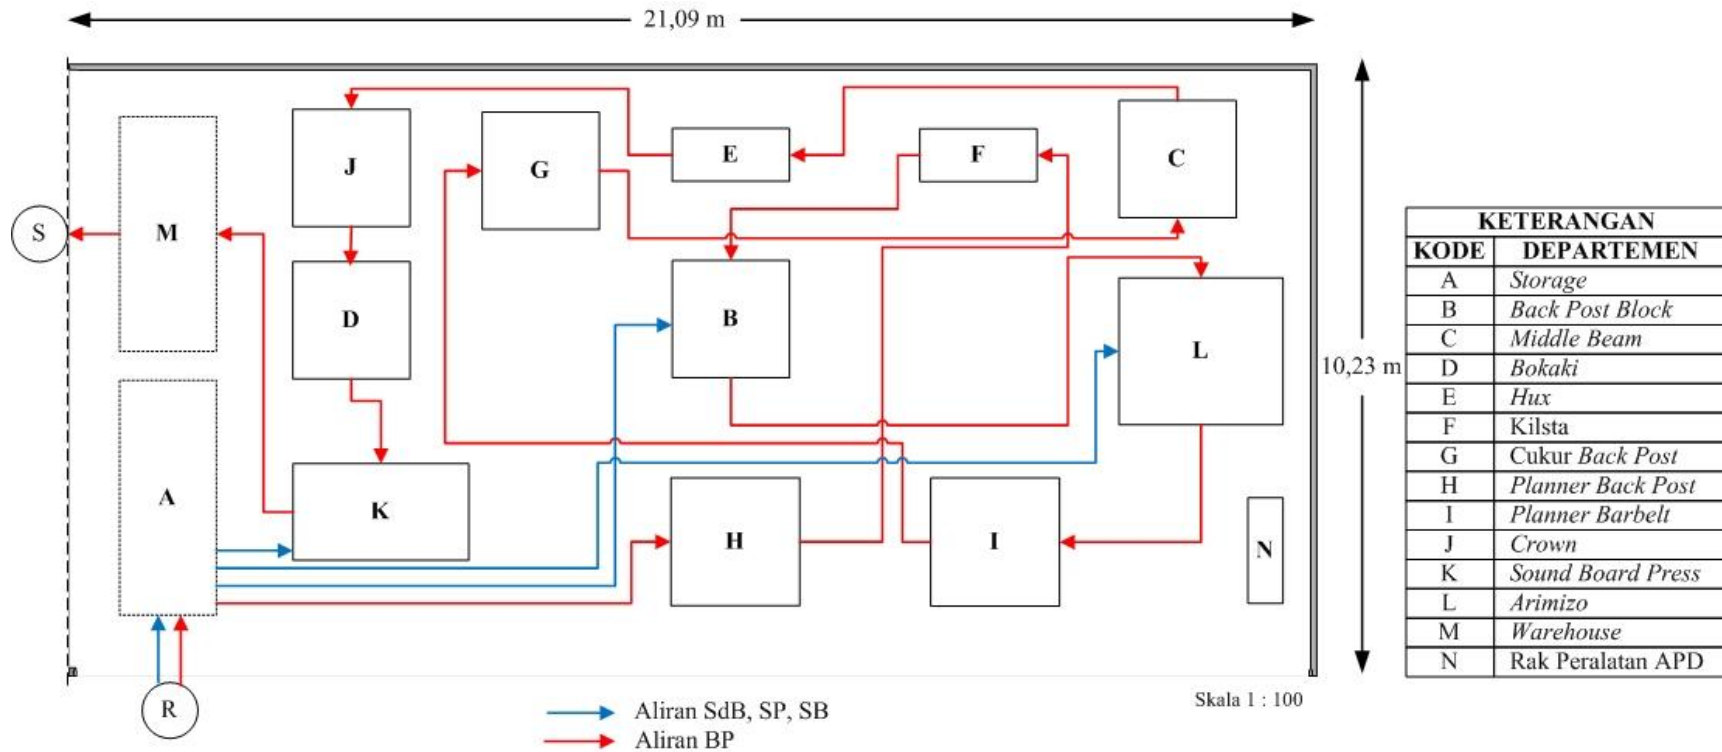 21,09 m
J
G
E
F
C
S
M
D
B
L
10,23 m
A
K
H
I
N
R
Skala 1 : 100
Aliran SdB, SP, SB
Aliran BP
KETERANGAN
KODE DEPARTEMEN
A Storage
B Back Post Block
C Middle Beam
D Bokaki
E Hux
F Kilsta
G Cukur Back Post
H Planner Back Post
I Planner Barbelt
J Crown
K Sound Board Press
L Arimizo
M Warehouse
N Rak Peralatan APD